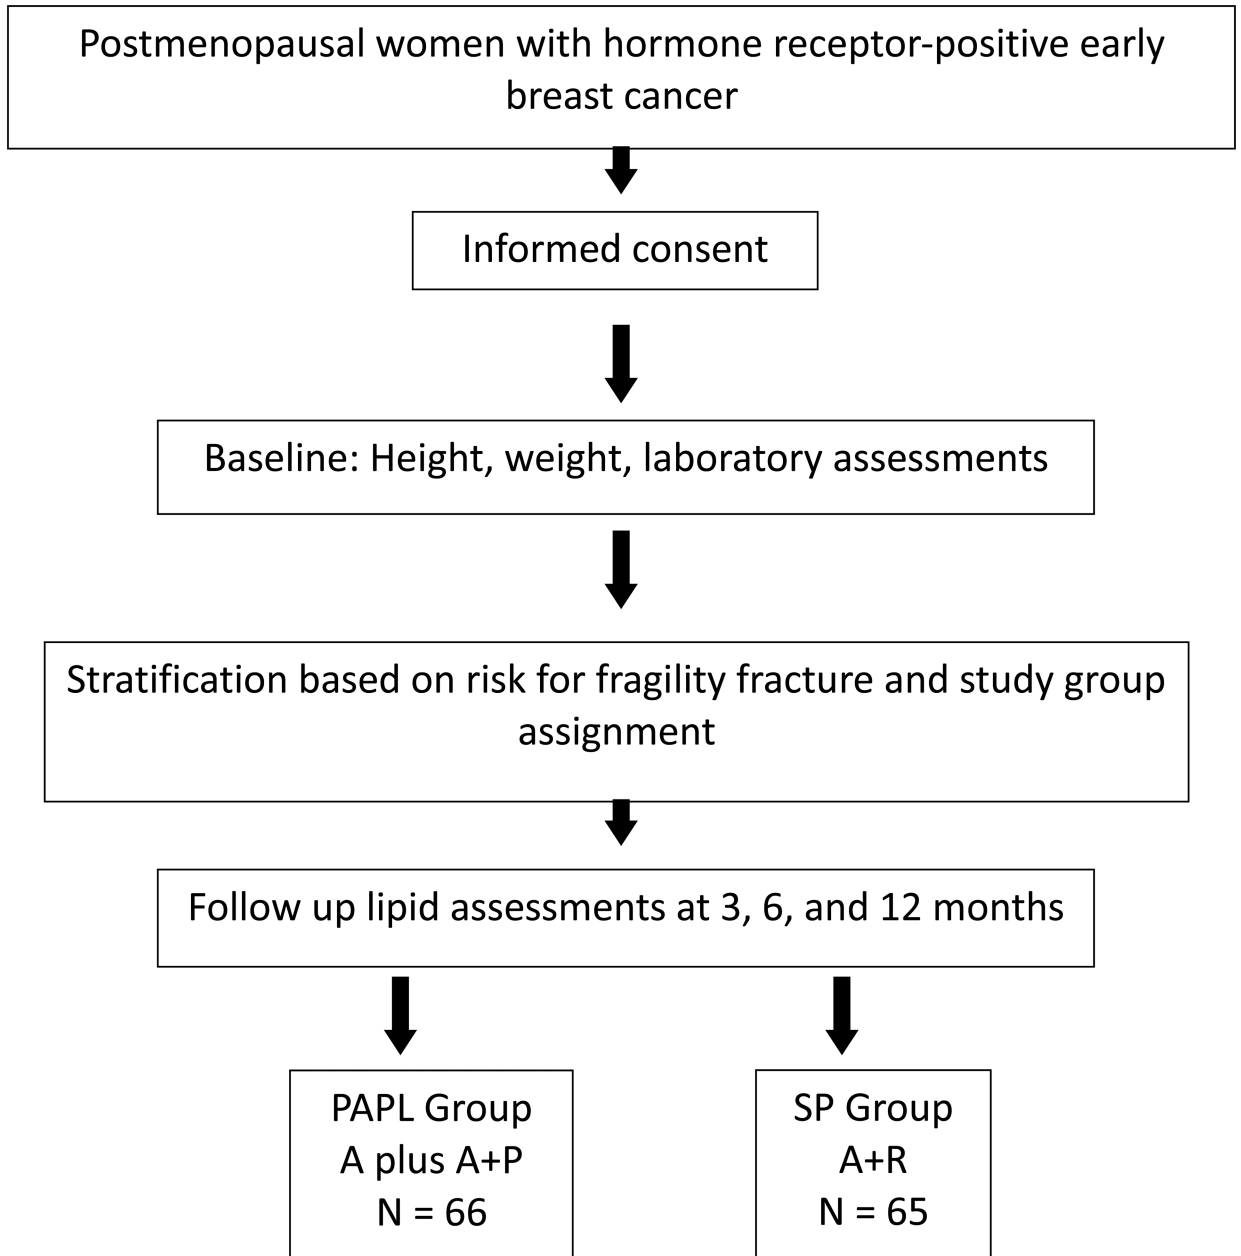 Postmenopausal women with hormone receptor-positive early
breast cancer
Informed consent
Baseline: Height, weight, laboratory assessments
Stratification based on risk for fragility fracture and study group
assignment
Follow up lipid assessments at 3, 6, and 12 months
PAPL Group
A plus A+P
N = 66
SP Group
A+R
N = 65